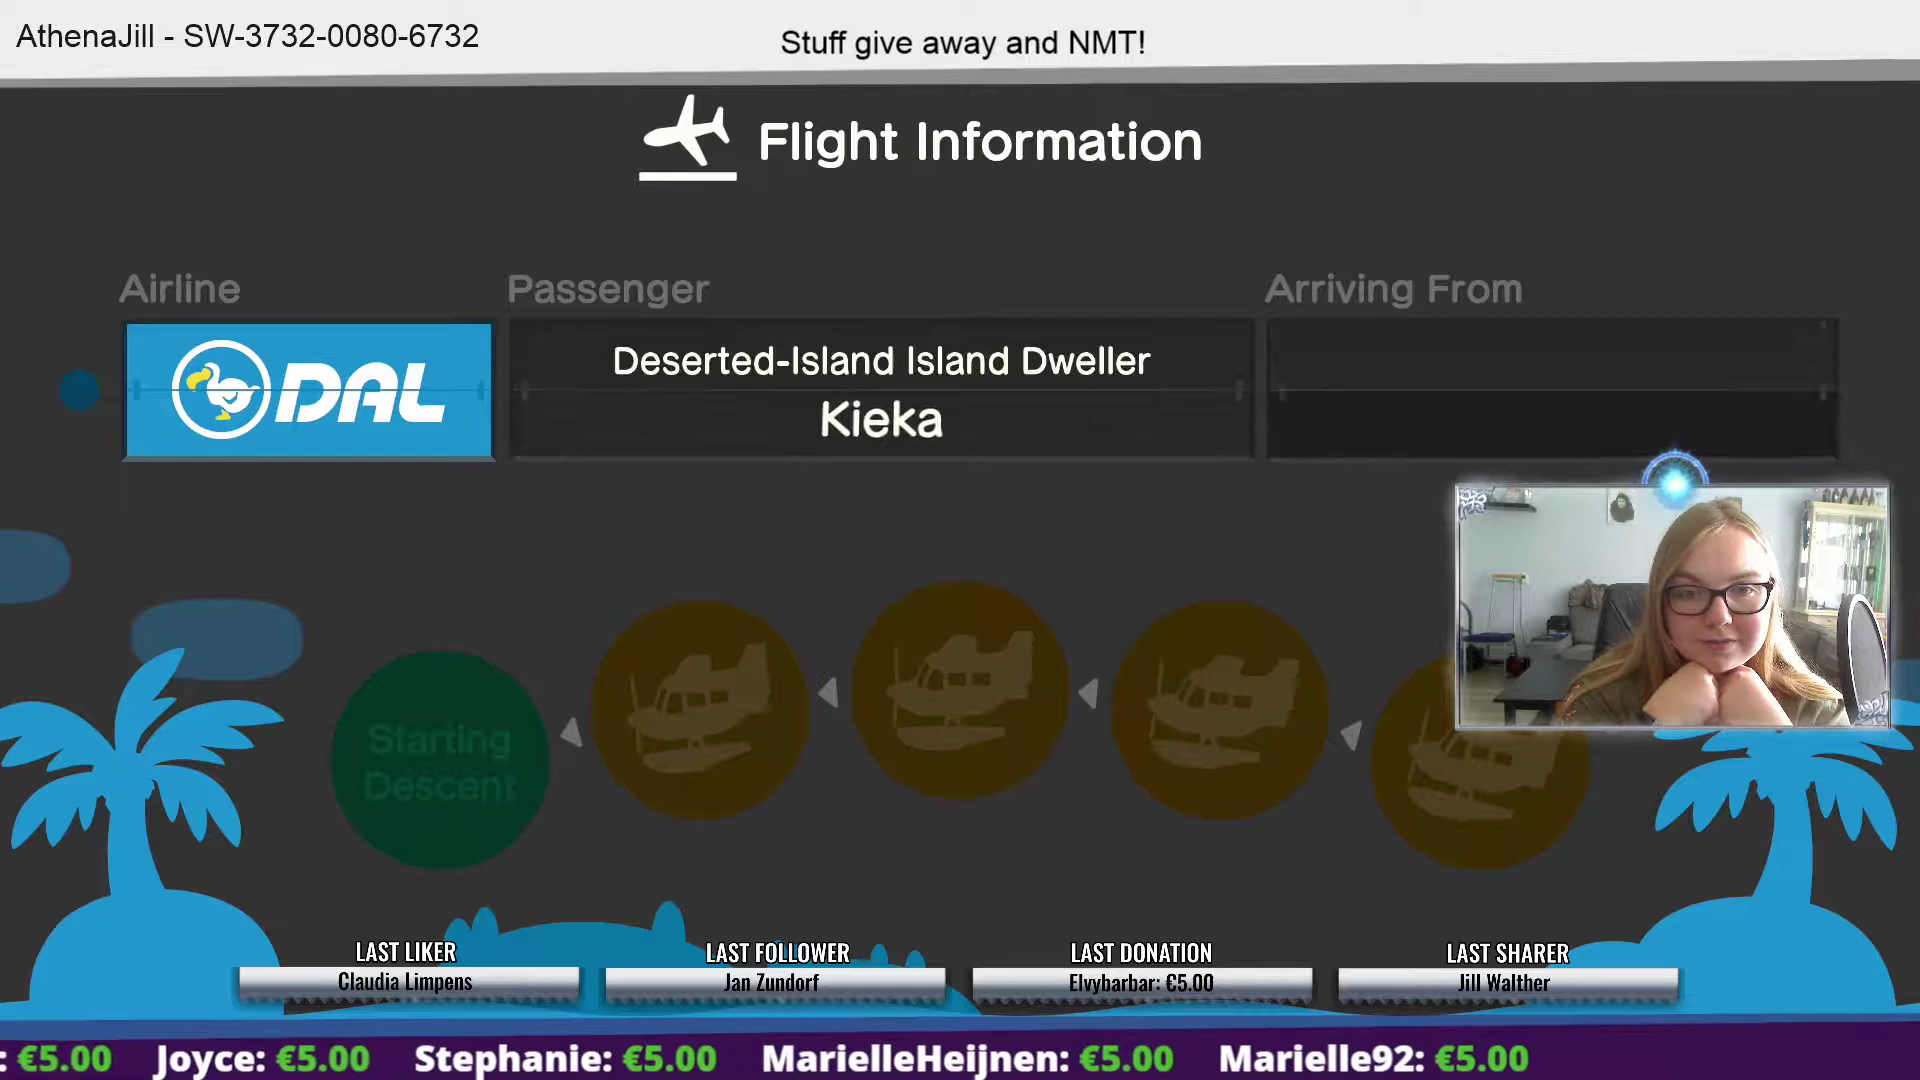 AthenaJill - SW-3732-0080-6732
Stuff give away and NMT!
Flight Information
Airline
Passenger
Arriving From
DAL
Deserted-Island Island Dweller
Kieka
Starting
Descent
LAST LIKER
Claudia Limpens
LAST FOLLOWER
Jan Zundorf
LAST DONATION
Elvybarbar: €5.00
LAST SHARER
Jill Walther
: €5.00 Joyce: €5.00 Stephanie: €5.00 MarielleHeijnen: €5.00 Marielle92: €5.00